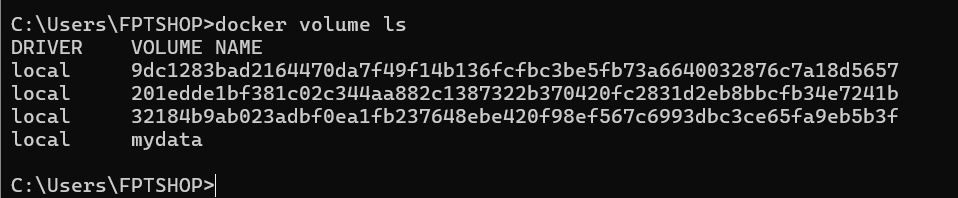 C:\Users\FPTSHOP>docker volume ls
DRIVER    VOLUME NAME
local     9dc1283bad2164470da7f49f14b136fcfbc3be5fb73a6640032876c7a18d5657
local     201edde1bf381c02c344aa882c1387322b370420fc2831d2eb8bbcfb34e7241b
local     32184b9ab023adbf0ea1fb237648ebe420f98ef567c6993dbc3ce65fa9eb5b3f
local     mydata
C:\Users\FPTSHOP>